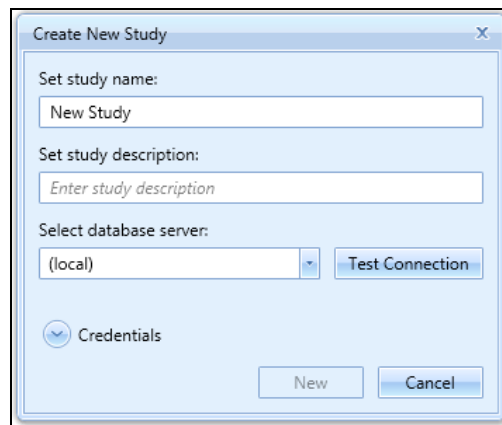 Create New Study
Set study name:
New Study
Set study description:
Enter study description
Select database server:
(local)
Test Connection
Credentials
New
Cancel